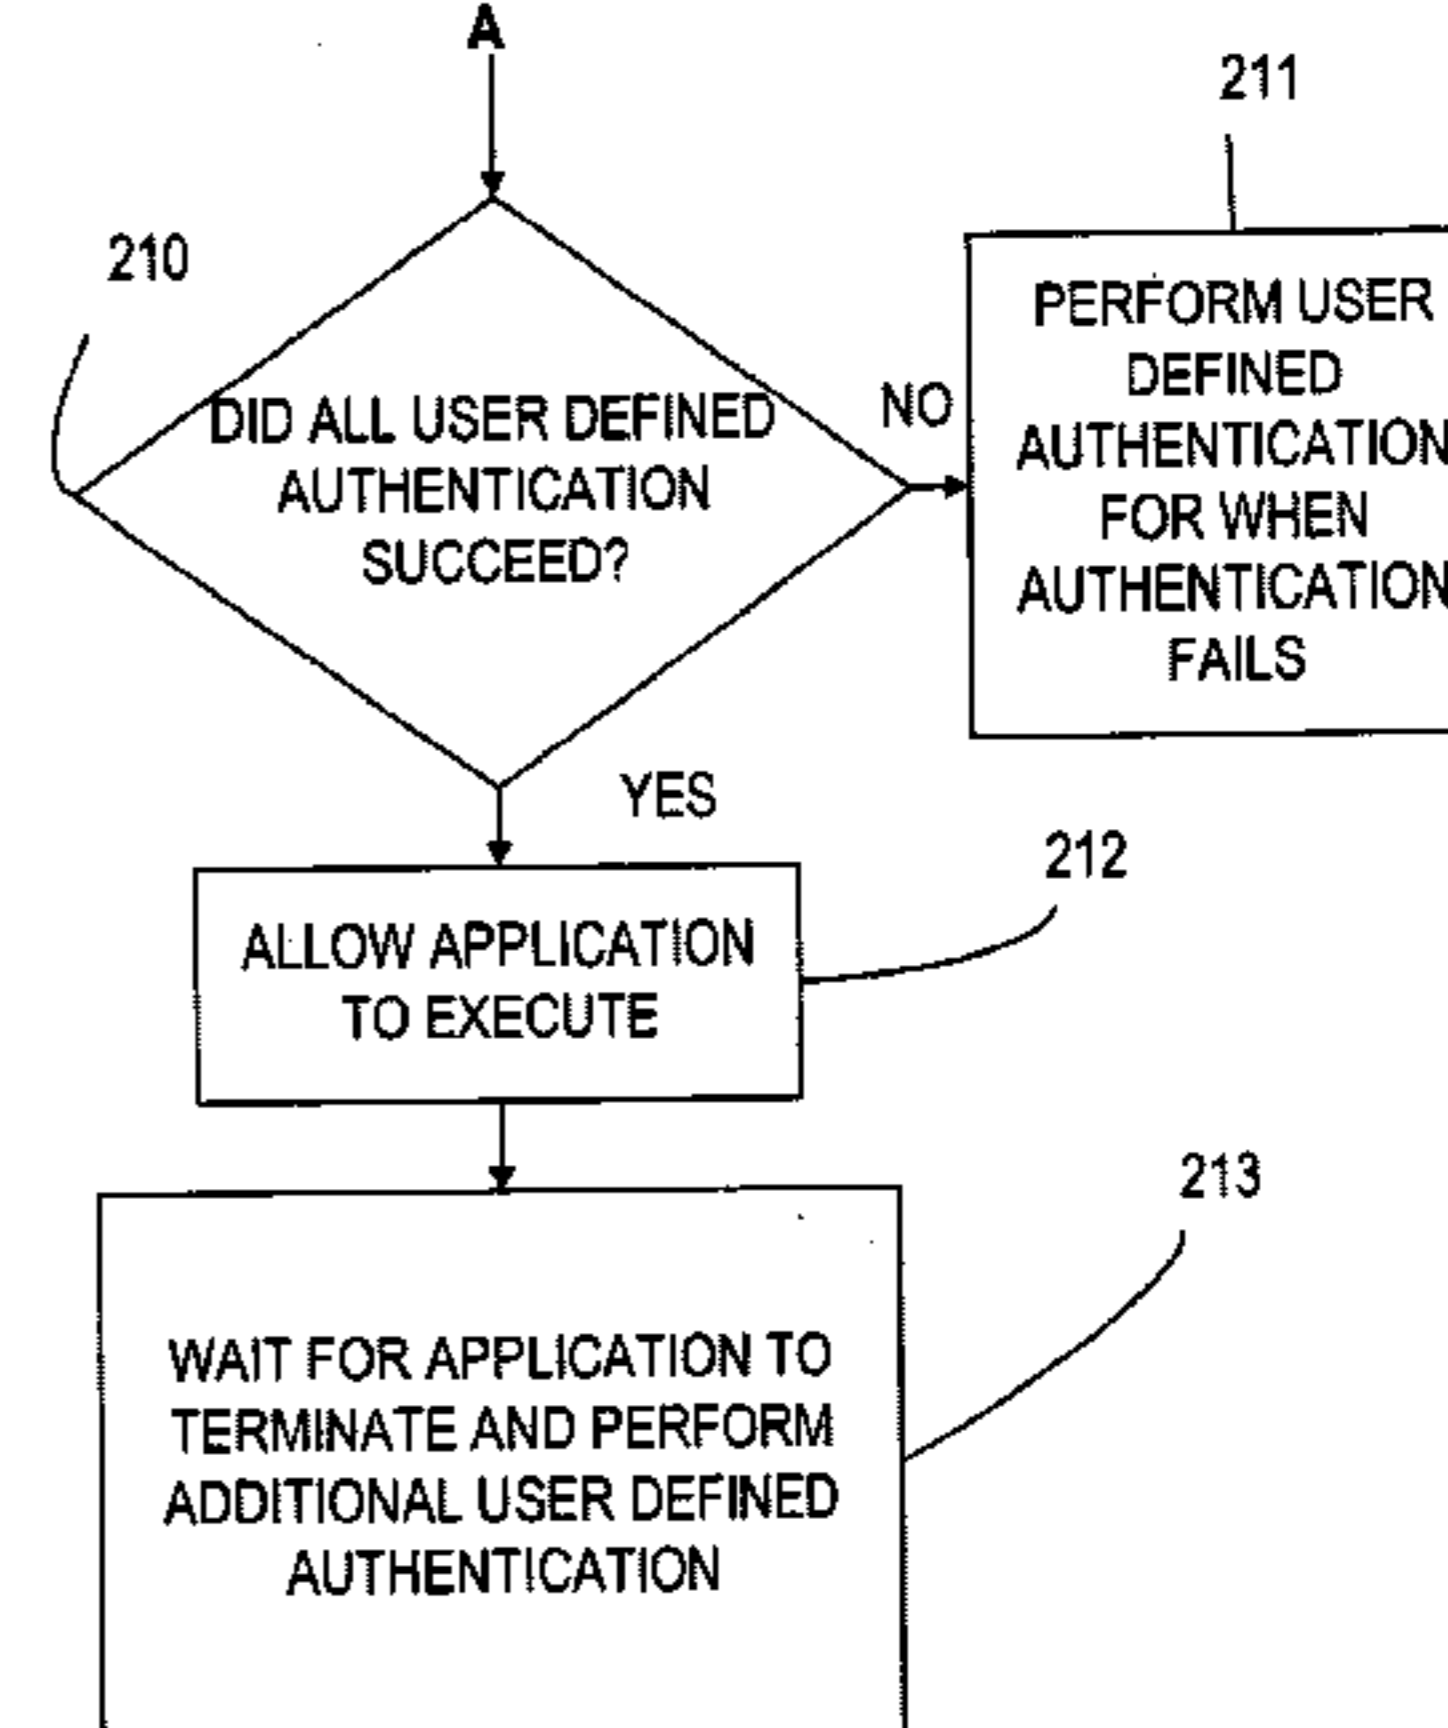 A
211
210
PERFORM USER
DEFINED
AUTHENTICATION
FOR WHEN
AUTHENTICATION
FAILS
NO
DID ALL USER DEFINED
AUTHENTICATION
SUCCEED?
YES
212
ALLOW APPLICATION
TO EXECUTE
213
WAIT FOR APPLICATION TO
TERMINATE AND PERFORM
ADDITIONAL USER DEFINED
AUTHENTICATION